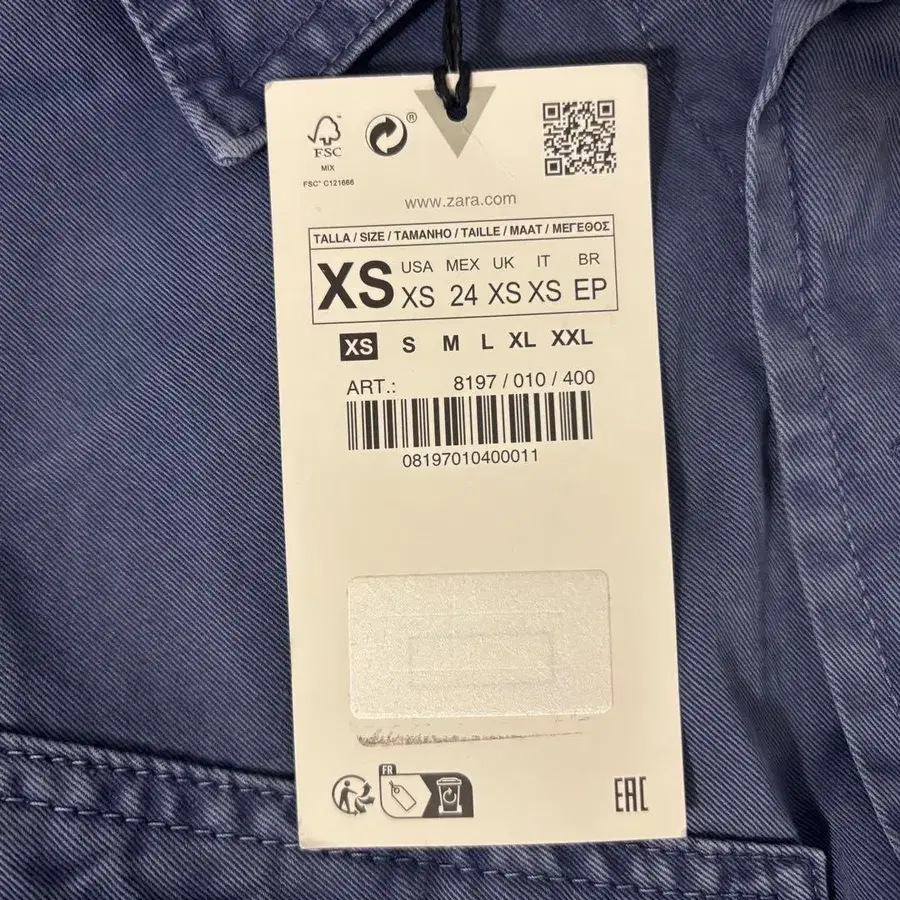 FSC
MIX
FSC® C121666
®
www.zara.com
TALLA / SIZE / TAMANHO / TAILLE / MAAT / ΜΕΓΕΘΟΣ
XS
USA MEX UK IT BR
XS 24 XS XS EP
XS S M L XL XXL
ART.: 8197 / 010 / 400
08197010400011
FR
EAC